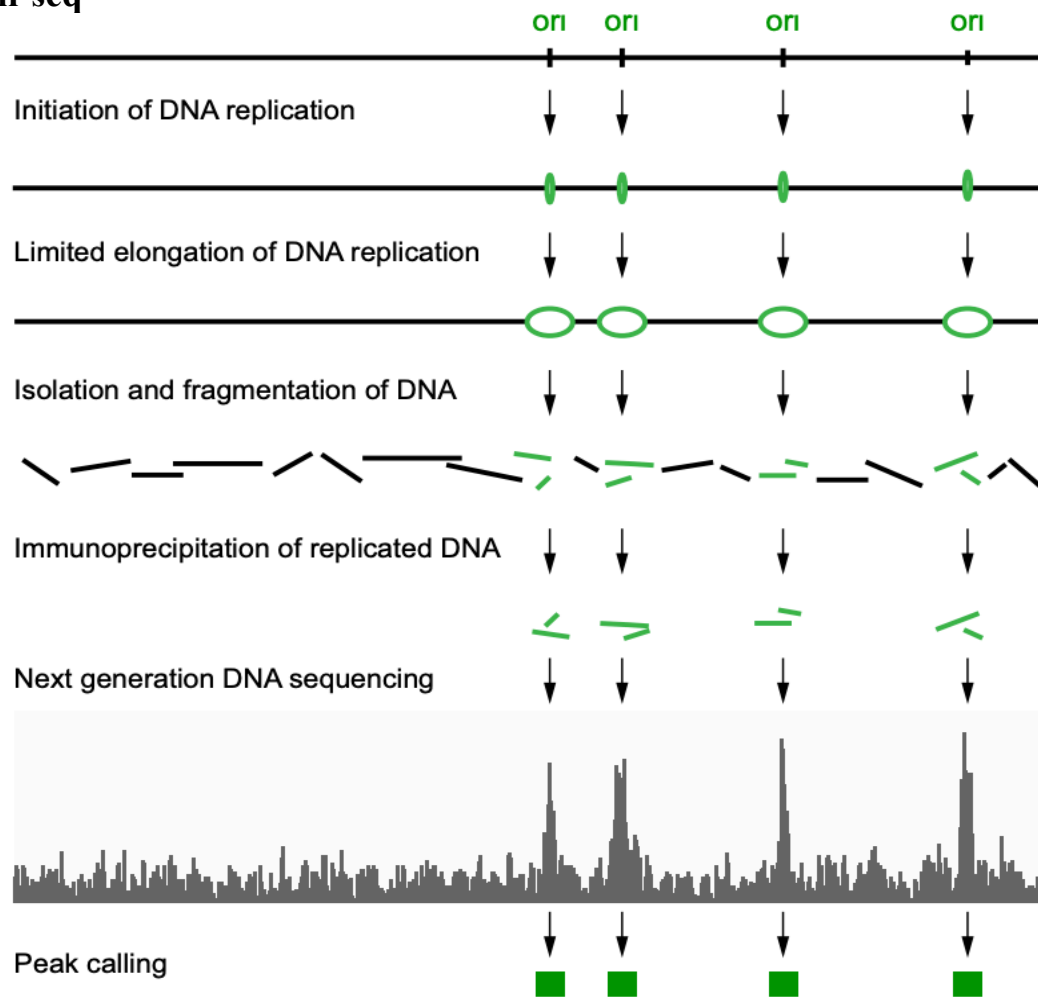 ori ori ori ori
Initiation of DNA replication
Limited elongation of DNA replication
Isolation and fragmentation of DNA
Immunoprecipitation of replicated DNA
Next generation DNA sequencing
Peak calling